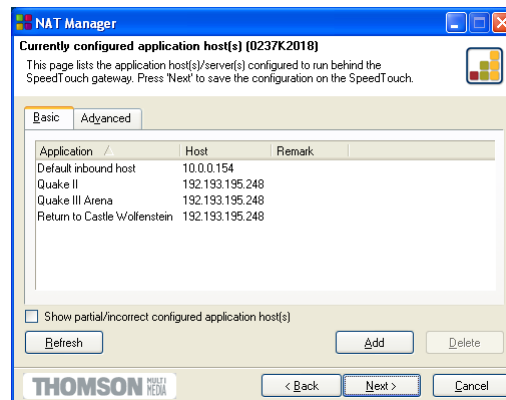 NAT Manager
Currently configured application host(s) (0237K2018)
This page lists the application host(s)/server(s) configured to run behind the
SpeedTouch gateway. Press 'Next' to save the configuration on the SpeedTouch.
Basic Advanced
Application Host Remark
Default inbound host 10.0.0.154
Quake II 192.193.195.248
Quake III Arena 192.193.195.248
Return to Castle Wolfenstein 192.193.195.248
Show partial/incorrect configured application host(s)
Refresh Add Delete
THOMSON MULTI MEDIA < Back Next > Cancel